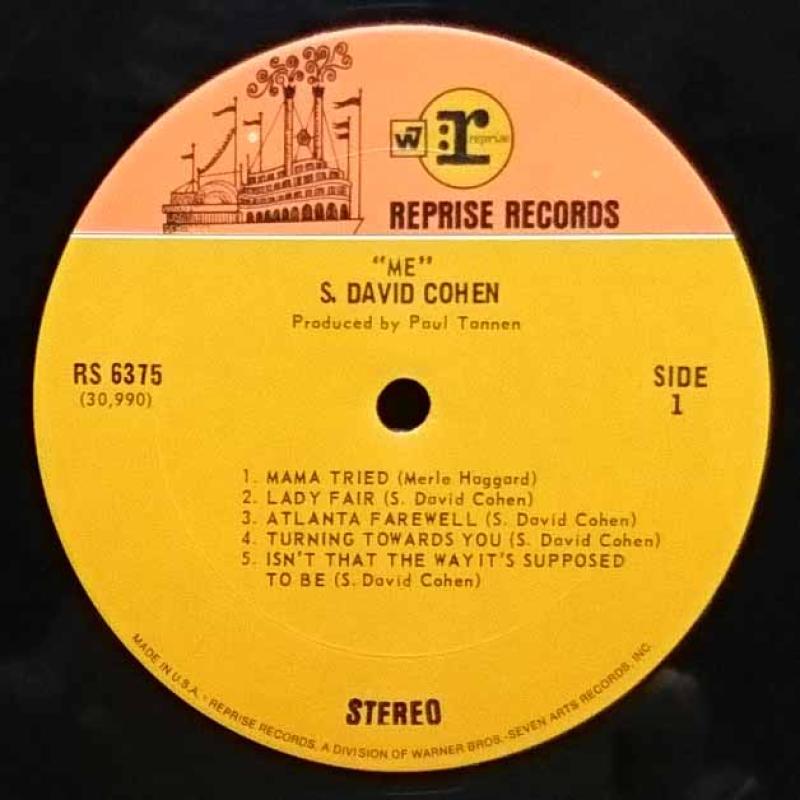 W7 r: reprise
REPRISE RECORDS
"ME"
S. DAVID COHEN
Produced by Paul Tannen
RS 6375
(30,990)
SIDE
1
1. MAMA TRIED (Merle Haggard)
2. LADY FAIR (S. David Cohen)
3. ATLANTA FAREWELL (S. David Cohen)
4. TURNING TOWARDS YOU (S. David Cohen)
5. ISN'T THAT THE WAY IT'S SUPPOSED
TO BE (S. David Cohen)
STEREO
MADE IN U.S.A. • REPRISE RECORDS, A DIVISION OF WARNER BROS.-SEVEN ARTS RECORDS, INC.